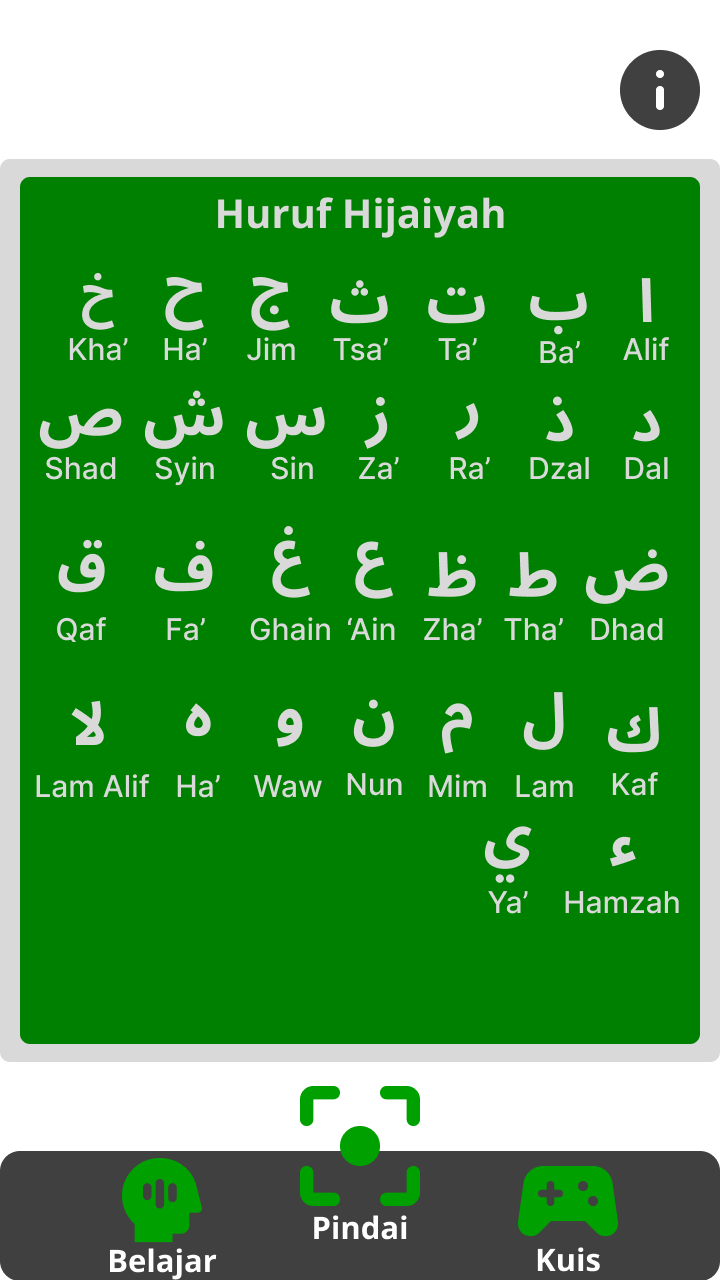 Huruf Hijaiyah
ا ب ت ث ج ح خ
Alif Ba’ Ta’ Tsa’ Jim Ha’ Kha’
د ذ ر ز س ش ص
Dal Dzal Ra’ Za’ Sin Syin Shad
ض ط ظ ع غ ف ق
Dhad Tha’ Zha’ ‘Ain Ghain Fa’ Qaf
ك ل م ن و ه لا
Kaf Lam Mim Nun Waw Ha’ Lam Alif
ء ي
Hamzah Ya’
Belajar Pindai Kuis